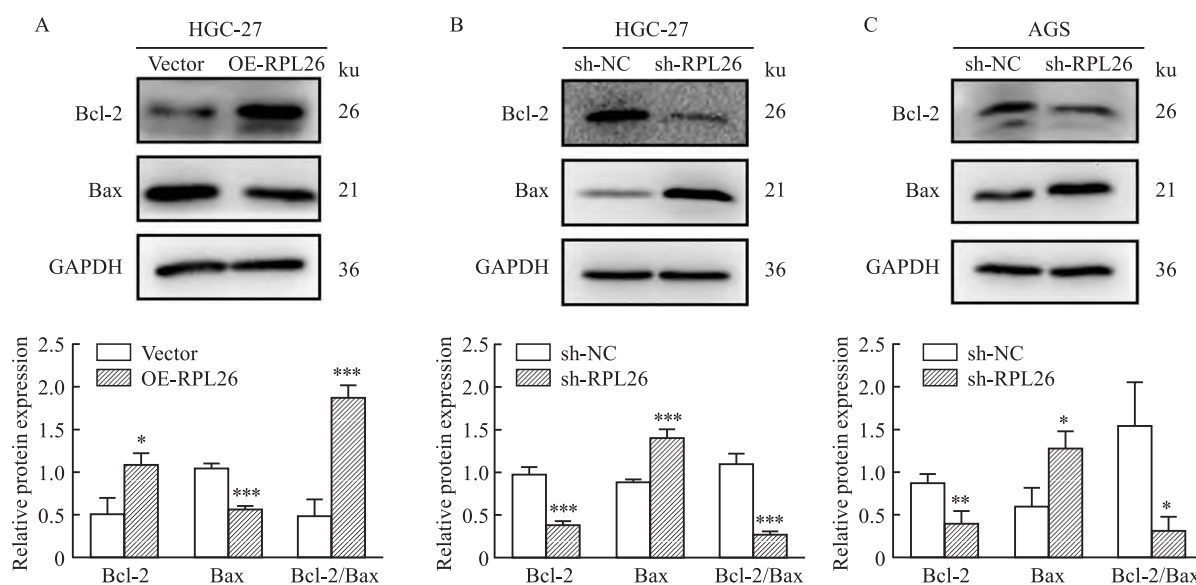 A
HGC-27
Vector OE-RPL26 ku
Bcl-2 26
Bax 21
GAPDH 36
Relative protein expression
2.5
2.0
1.5
1.0
0.5
0
Vector
OE-RPL26
* *** ***
Bcl-2 Bax Bcl-2/Bax
B
HGC-27
sh-NC sh-RPL26 ku
Bcl-2 26
Bax 21
GAPDH 36
Relative protein expression
2.5
2.0
1.5
1.0
0.5
0
sh-NC
sh-RPL26
*** *** ***
Bcl-2 Bax Bcl-2/Bax
C
AGS
sh-NC sh-RPL26 ku
Bcl-2 26
Bax 21
GAPDH 36
Relative protein expression
2.5
2.0
1.5
1.0
0.5
0
sh-NC
sh-RPL26
** * *
Bcl-2 Bax Bcl-2/Bax